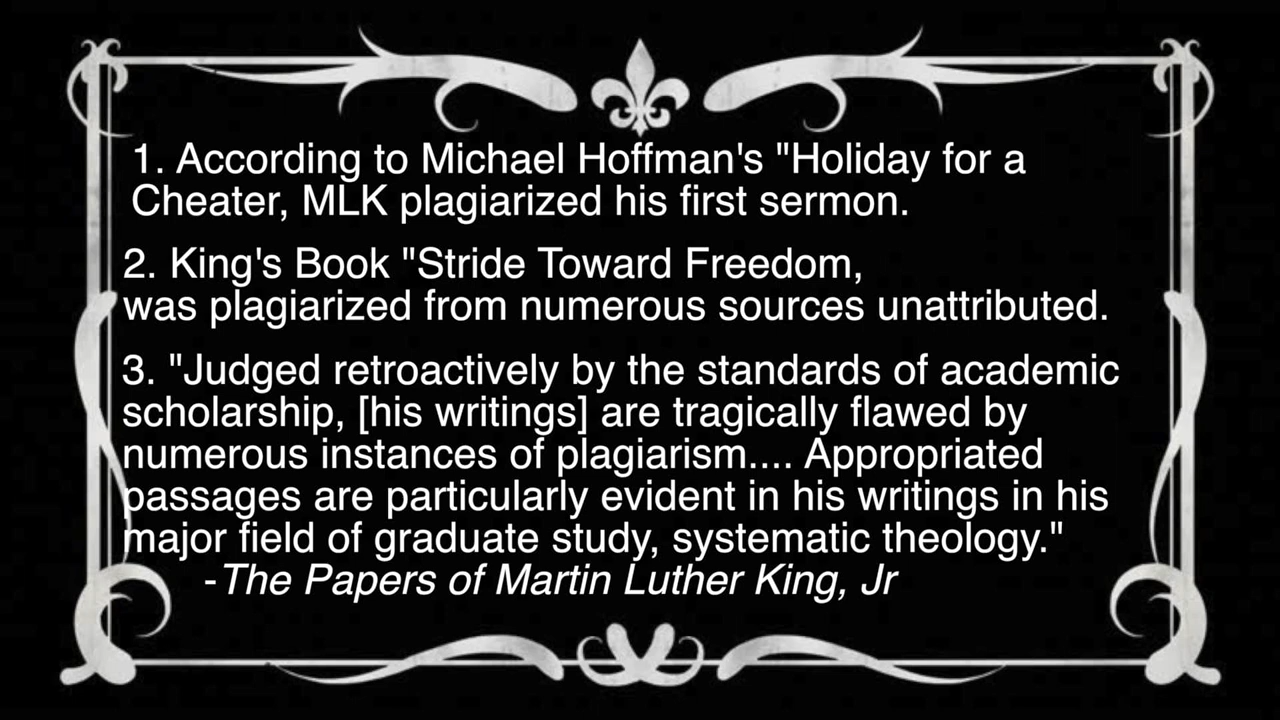 1. According to Michael Hoffman's "Holiday for a
Cheater, MLK plagiarized his first sermon.
2. King's Book "Stride Toward Freedom,
was plagiarized from numerous sources unattributed.
3. "Judged retroactively by the standards of academic
scholarship, [his writings] are tragically flawed by
numerous instances of plagiarism.... Appropriated
passages are particularly evident in his writings in his
major field of graduate study, systematic theology."
-The Papers of Martin Luther King, Jr